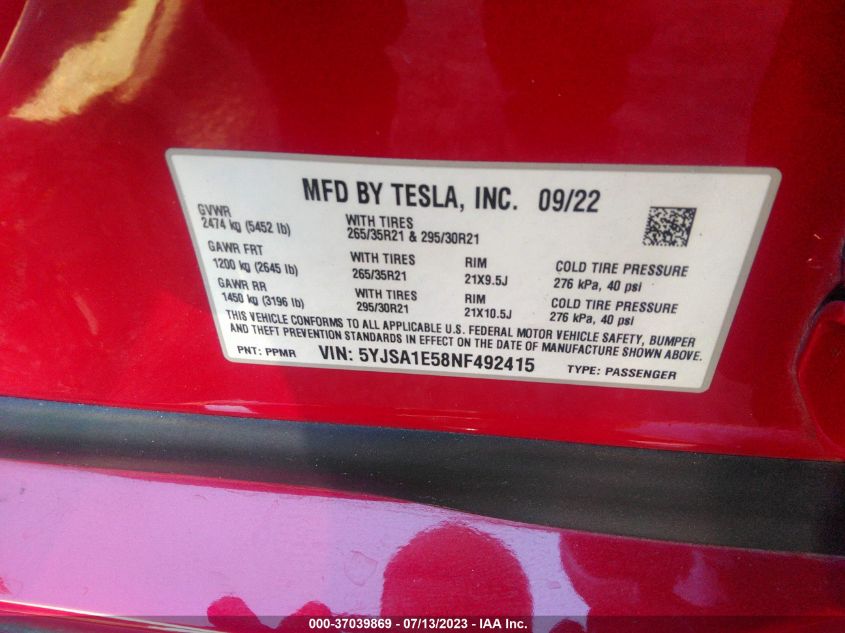 MFD BY TESLA, INC. 09/22
GVWR
2474 kg (5452 lb)
WITH TIRES
265/35R21 & 295/30R21
GAWR FRT
1200 kg (2645 lb)
WITH TIRES
265/35R21
RIM
21X9.5J
COLD TIRE PRESSURE
276 kPa, 40 psi
GAWR RR
1450 kg (3196 lb)
WITH TIRES
295/30R21
RIM
21X10.5J
COLD TIRE PRESSURE
276 kPa, 40 psi
THIS VEHICLE CONFORMS TO ALL APPLICABLE U.S. FEDERAL MOTOR VEHICLE SAFETY, BUMPER
AND THEFT PREVENTION STANDARDS IN EFFECT ON THE DATE OF MANUFACTURE SHOWN ABOVE.
PNT: PPMR VIN: 5YJSA1E58NF492415 TYPE: PASSENGER
000-37039869 - 07/13/2023 - IAA Inc.